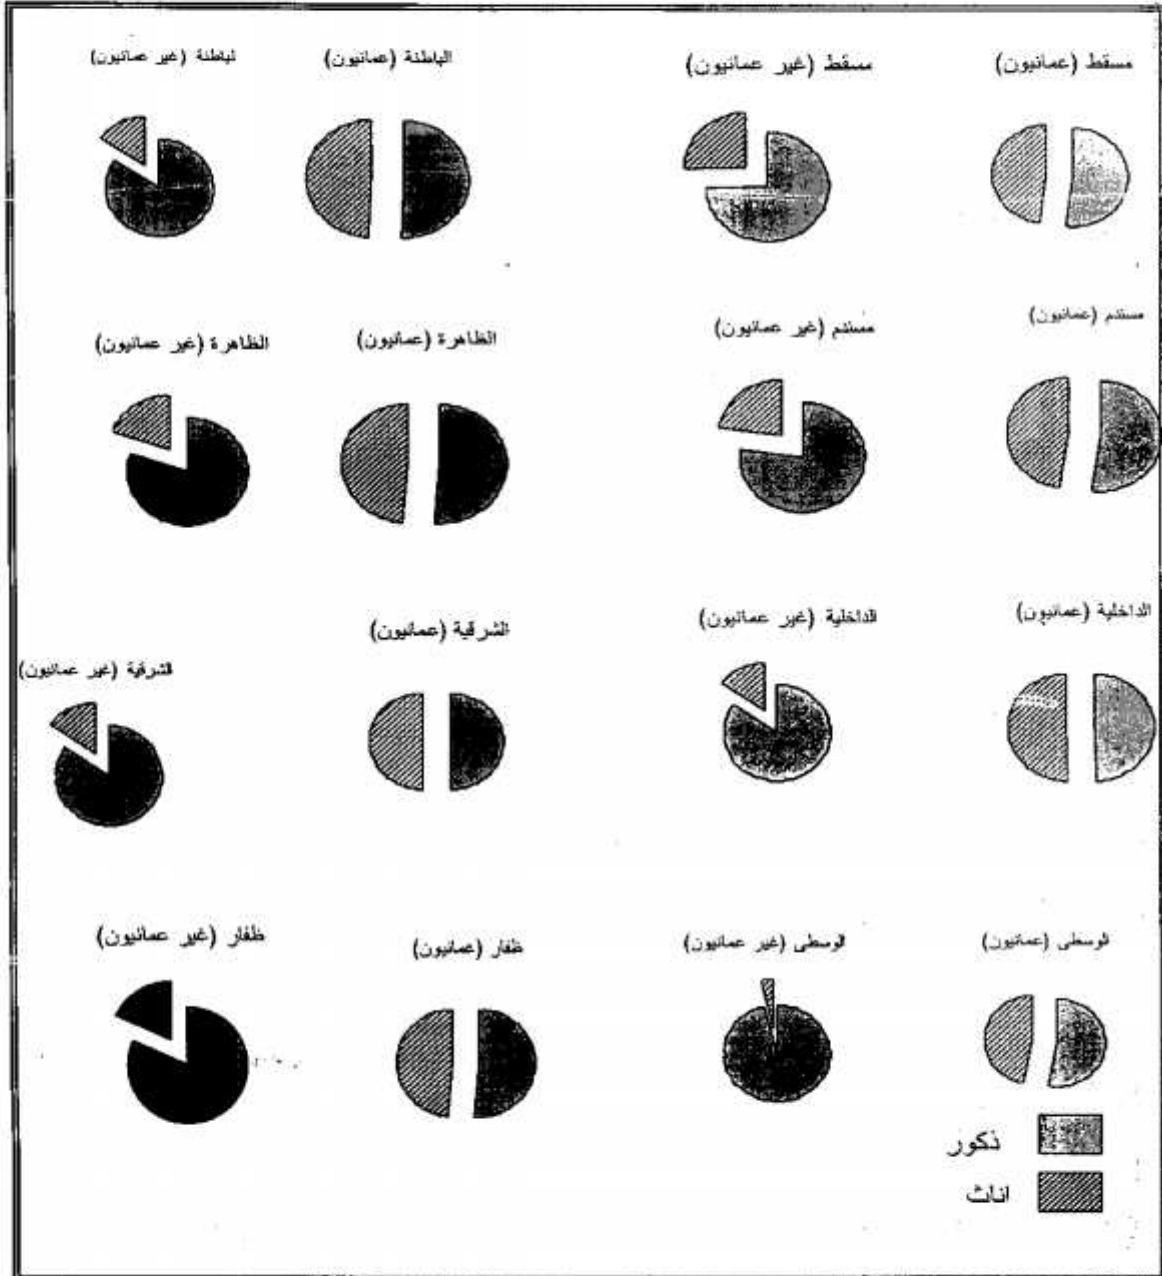 مسقط (عمانيون)
مسقط (غير عمانيون)
الباطنة (عمانيون)
لباطنة (غير عمانيون)
مسندم (عمانيون)
مسندم (غير عمانيون)
الظاهرة (عمانيون)
الظاهرة (غير عمانيون)
الداخلية (عمانيون)
الداخلية (غير عمانيون)
الشرقية (عمانيون)
الشرقية (غير عمانيون)
الوسطى (عمانيون)
الوسطى (غير عمانيون)
ظفار (عمانيون)
ظفار (غير عمانيون)
ذكور
اناث